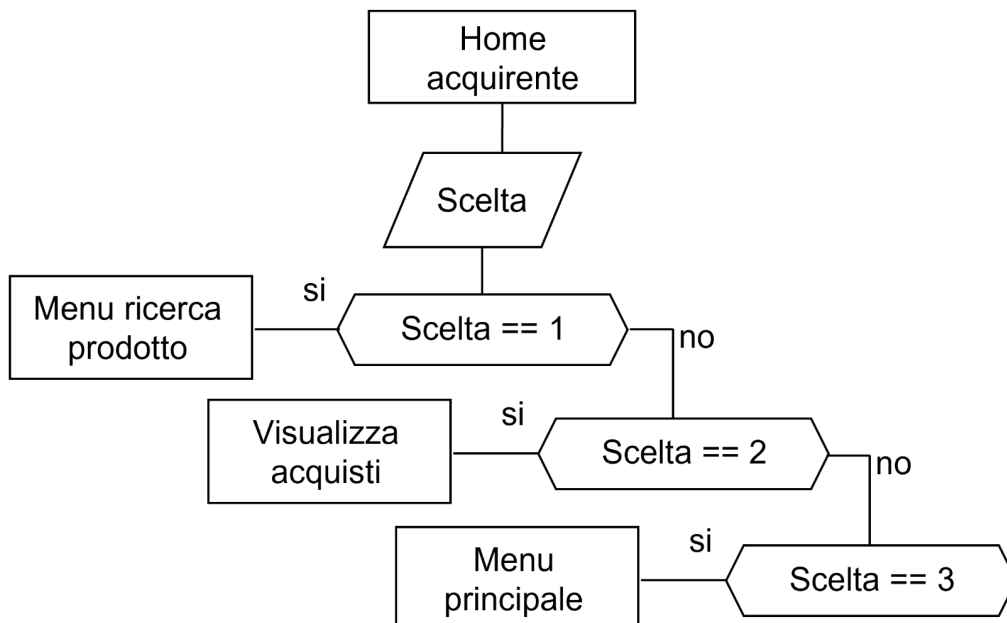 Home
acquirente
Scelta
si
Menu ricerca
prodotto
Scelta == 1
no
si
Visualizza
acquisti
Scelta == 2
no
si
Menu
principale
Scelta == 3